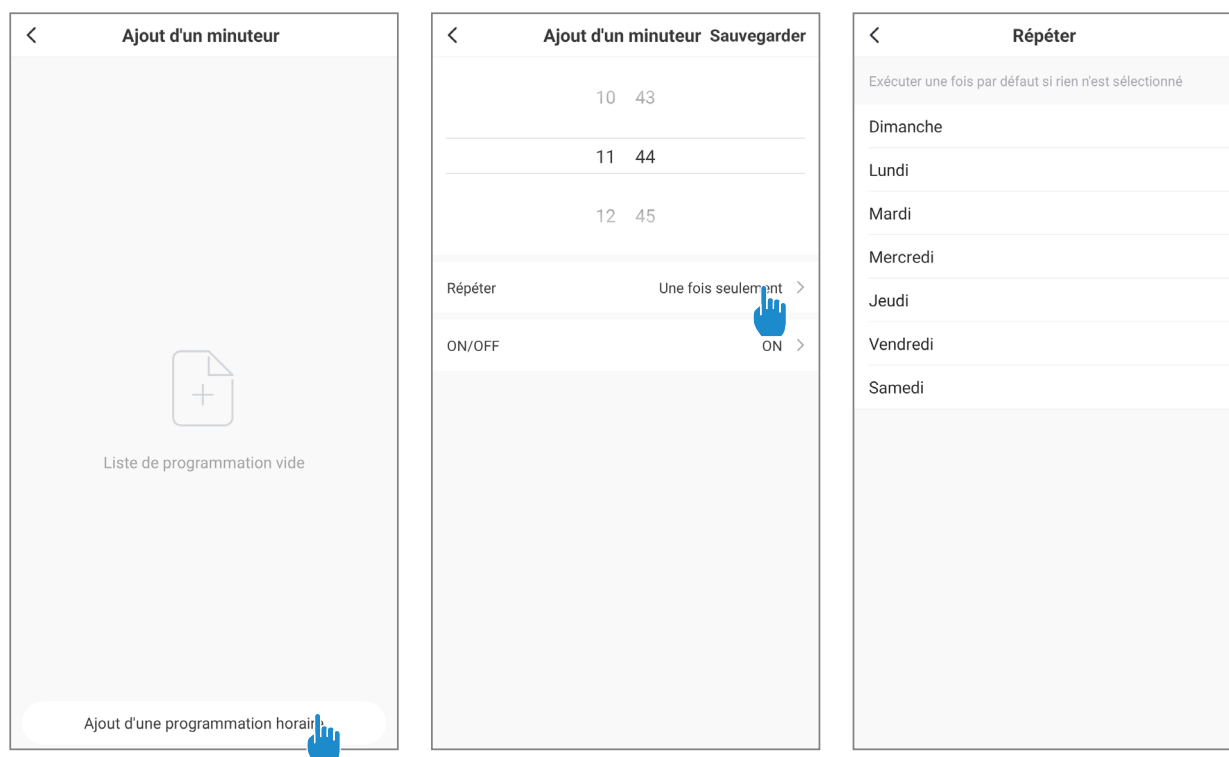 Ajout d'un minuteur
Liste de programmation vide
Ajout d'une programmation horaire
Ajout d'un minuteur Sauvegarder
10 43
11 44
12 45
Répéter Une fois seulement
ON/OFF ON
Répéter
Exécuter une fois par défaut si rien n'est sélectionné
Dimanche
Lundi
Mardi
Mercredi
Jeudi
Vendredi
Samedi